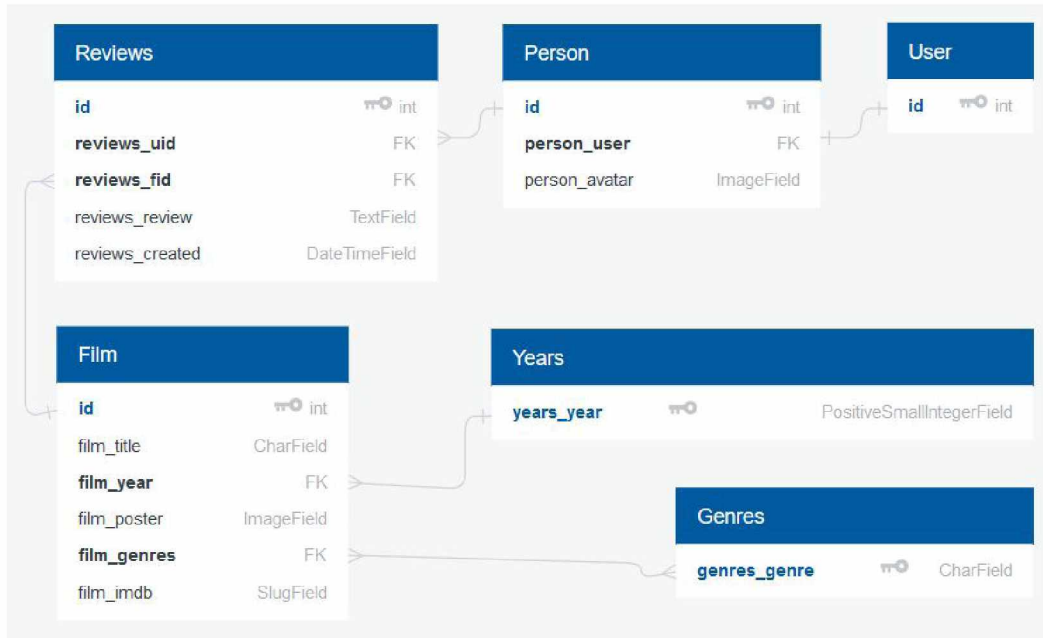 Reviews
id int
reviews_uid FK
reviews_fid FK
reviews_review TextField
reviews_created DateTimeField
Person
id int
person_user FK
person_avatar ImageField
User
id int
Film
id int
film_title CharField
film_year FK
film_poster ImageField
film_genres FK
film_imdb SlugField
Years
years_year PositiveSmallIntegerField
Genres
genres_genre CharField